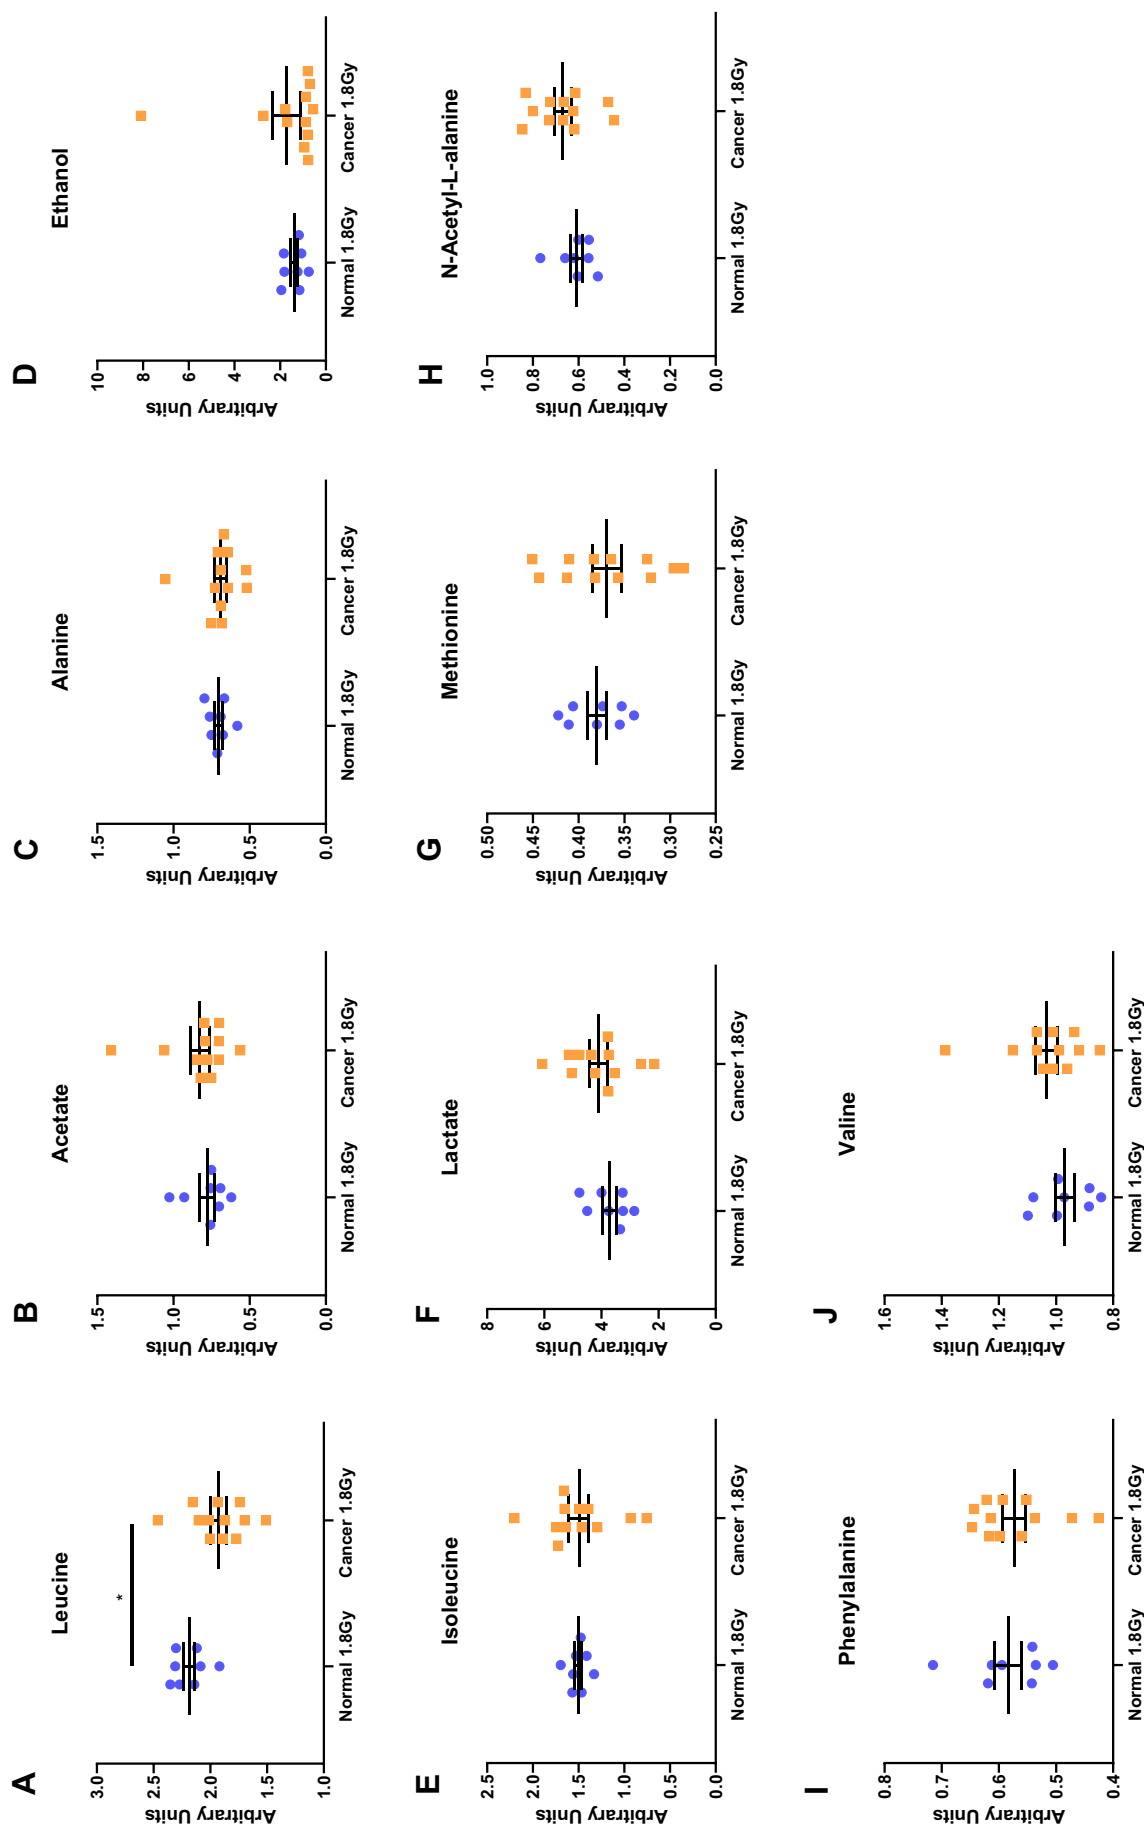 A
Leucine
3.0
2.5
2.0
1.5
1.0
Arbitrary Units
*
Normal 1.8Gy
Cancer 1.8Gy
B
Acetate
1.5
1.0
0.5
0.0
Arbitrary Units
Normal 1.8Gy
Cancer 1.8Gy
C
Alanine
1.5
1.0
0.5
0.0
Arbitrary Units
Normal 1.8Gy
Cancer 1.8Gy
D
Ethanol
10
8
6
4
2
0
Arbitrary Units
Normal 1.8Gy
Cancer 1.8Gy
E
Isoleucine
2.5
2.0
1.5
1.0
0.5
0.0
Arbitrary Units
Normal 1.8Gy
Cancer 1.8Gy
F
Lactate
8
6
4
2
0
Arbitrary Units
Normal 1.8Gy
Cancer 1.8Gy
G
Methionine
0.50
0.45
0.40
0.35
0.30
0.25
Arbitrary Units
Normal 1.8Gy
Cancer 1.8Gy
H
N-Acetyl-L-alanine
1.0
0.8
0.6
0.4
0.2
0.0
Arbitrary Units
Normal 1.8Gy
Cancer 1.8Gy
I
Phenylalanine
0.8
0.7
0.6
0.5
0.4
Arbitrary Units
Normal 1.8Gy
Cancer 1.8Gy
J
Valine
1.6
1.4
1.2
1.0
0.8
Arbitrary Units
Normal 1.8Gy
Cancer 1.8Gy